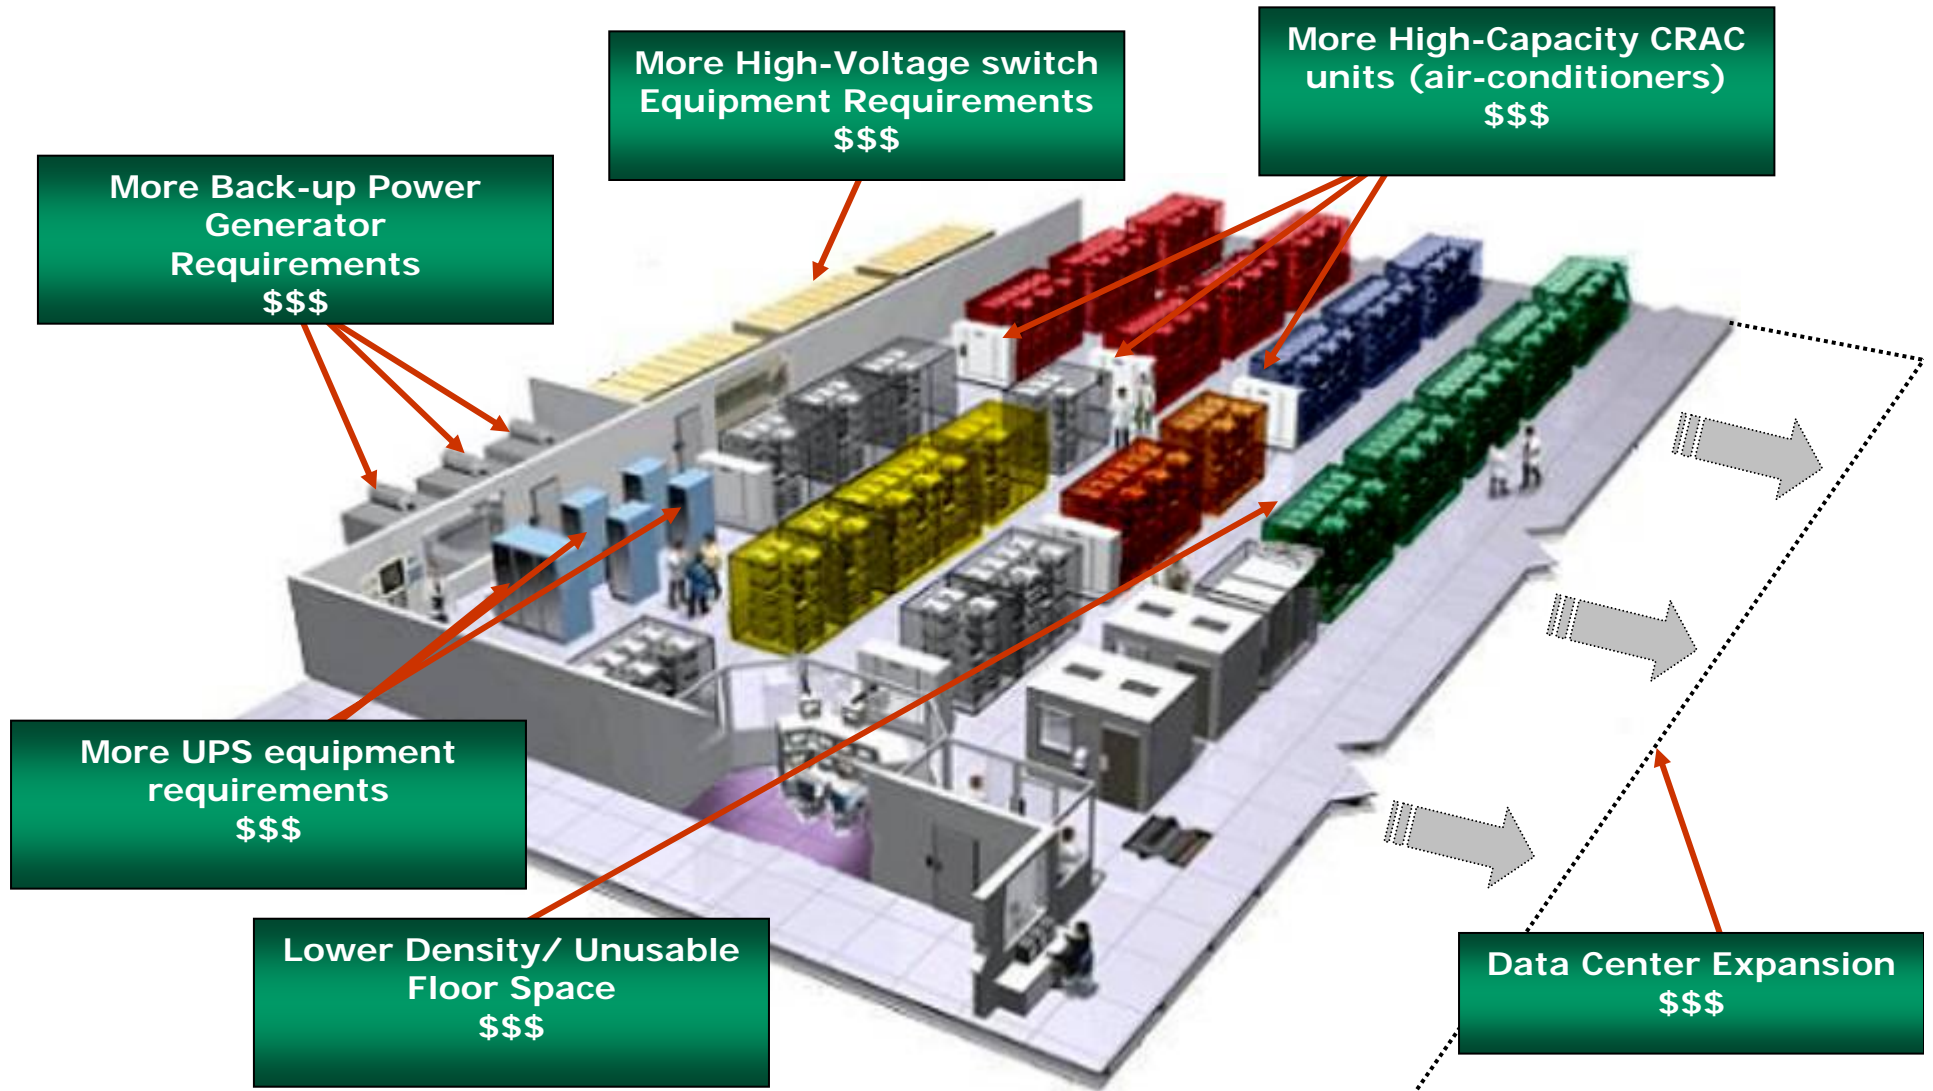 More High-Capacity CRAC
units (air-conditioners)
$$$
More High-Voltage switch
Equipment Requirements
$$$
More Back-up Power
Generator
Requirements
$$$
More UPS equipment
requirements
$$$
Lower Density/ Unusable
Floor Space
$$$
Data Center Expansion
$$$